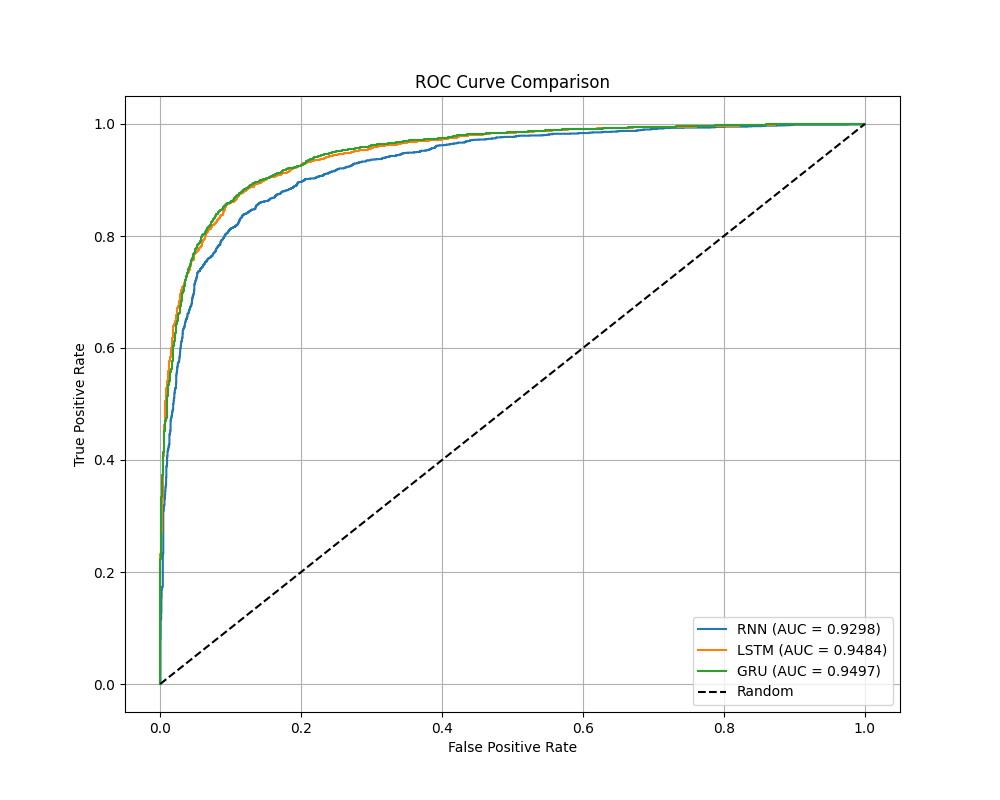 ROC Curve Comparison
1.0
0.8
0.6
0.4
0.2
0.0
True Positive Rate
RNN (AUC = 0.9298)
LSTM (AUC = 0.9484)
GRU (AUC = 0.9497)
Random
0.0 0.2 0.4 0.6 0.8 1.0
False Positive Rate